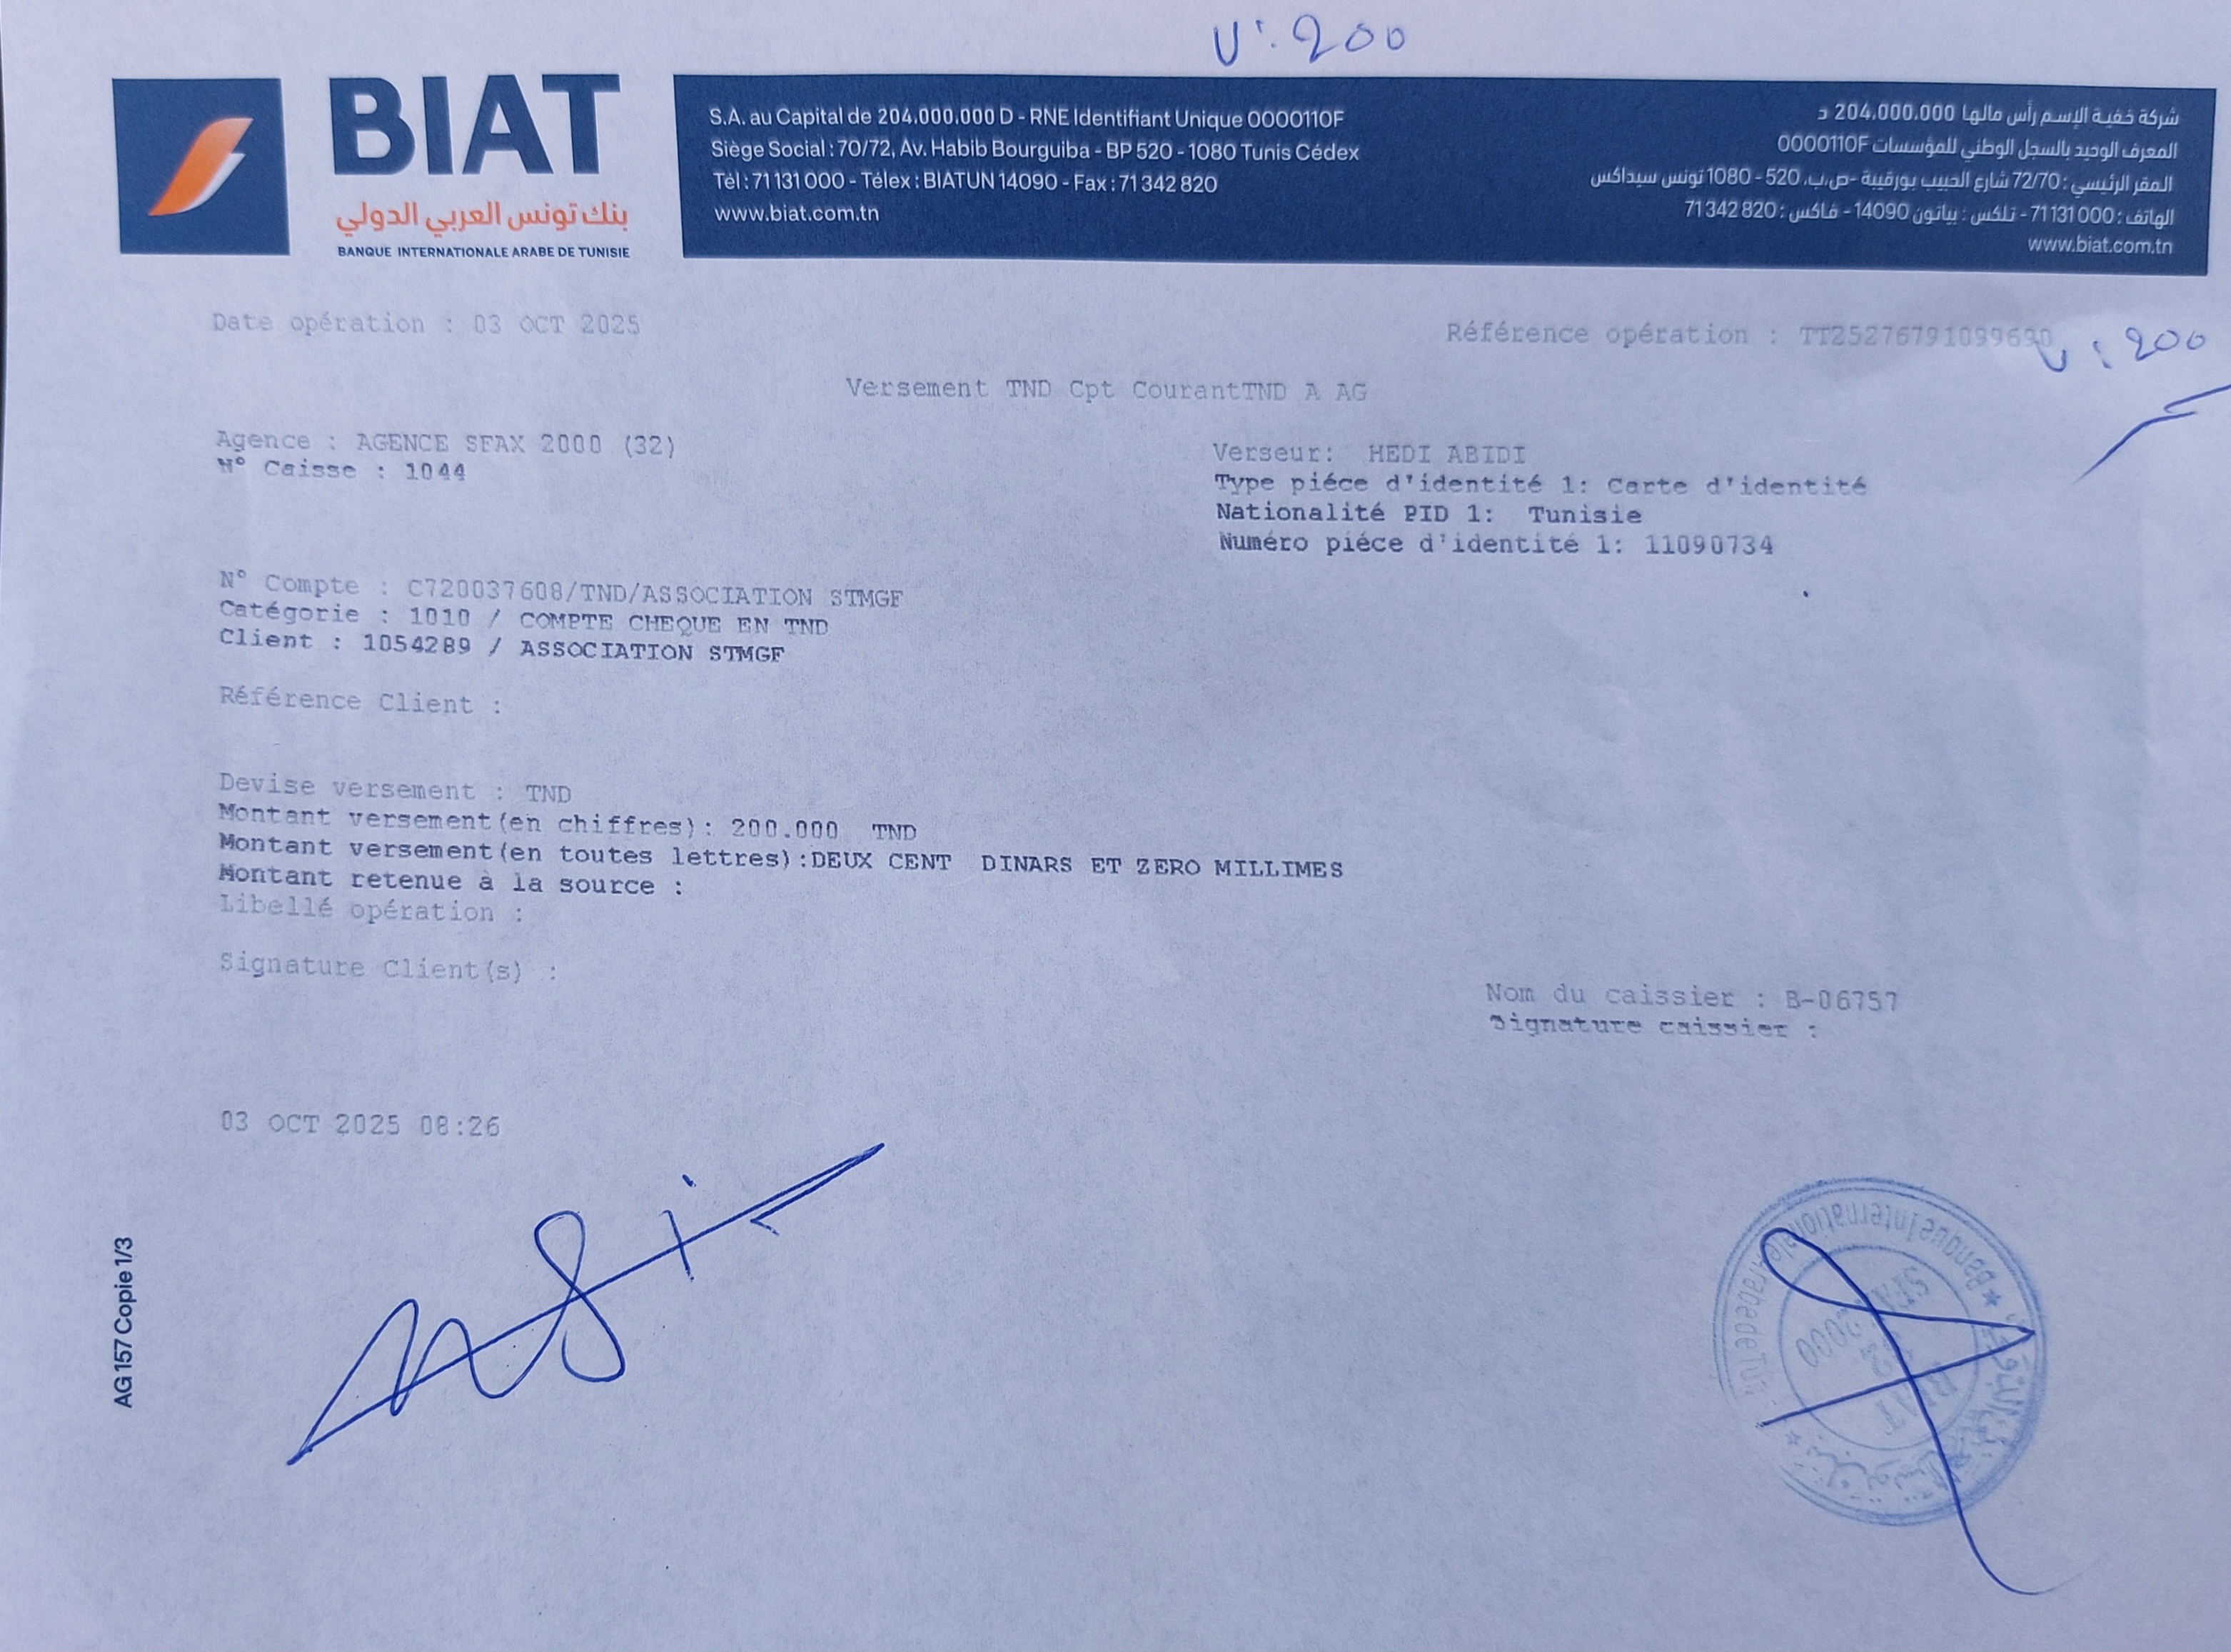 V : 200
BIAT
بنك تونس العربي الدولي
BANQUE INTERNATIONALE ARABE DE TUNISIE
S.A. au Capital de 204.000.000 D - RNE Identifiant Unique 0000110F
Siège Social : 70/72, Av. Habib Bourguiba - BP 520 - 1080 Tunis Cédex
Tél : 71 131 000 - Télex : BIATUN 14090 - Fax : 71 342 820
www.biat.com.tn
شركة خفية الإسم رأس مالها 204.000.000 د
المعرف الوحيد بالسجل الوطني للمؤسسات 0000110F
المقر الرئيسي : 72/70 شارع الحبيب بورقيبة -ص.ب. 520 - 1080 تونس سيداكس
الهاتف : 71131000 - تلكس : بياتون 14090 - فاكس : 71342820
www.biat.com.tn
Date opération : 03 OCT 2025
Référence opération : TT25276791099690
V : 200
Versement TND Cpt CourantTND A AG
Agence : AGENCE SFAX 2000 (32)
N° Caisse : 1044
Verseur: HEDI ABIDI
Type piéce d'identité 1: Carte d'identité
Nationalité PID 1: Tunisie
Numéro piéce d'identité 1: 11090734
N° Compte : C720037608/TND/ASSOCIATION STMGF
Catégorie : 1010 / COMPTE CHEQUE EN TND
Client : 1054289 / ASSOCIATION STMGF
Référence Client :
Devise versement : TND
Montant versement(en chiffres): 200.000 TND
Montant versement(en toutes lettres):DEUX CENT DINARS ET ZERO MILLIMES
Montant retenue à la source :
Libellé opération :
Signature Client(s) :
Nom du caissier : B-06757
Signature caissier :
03 OCT 2025 08:26
AG 157 Copie 1/3
Banque Internationale Arabe de
BIAT
32
SFAX 2000